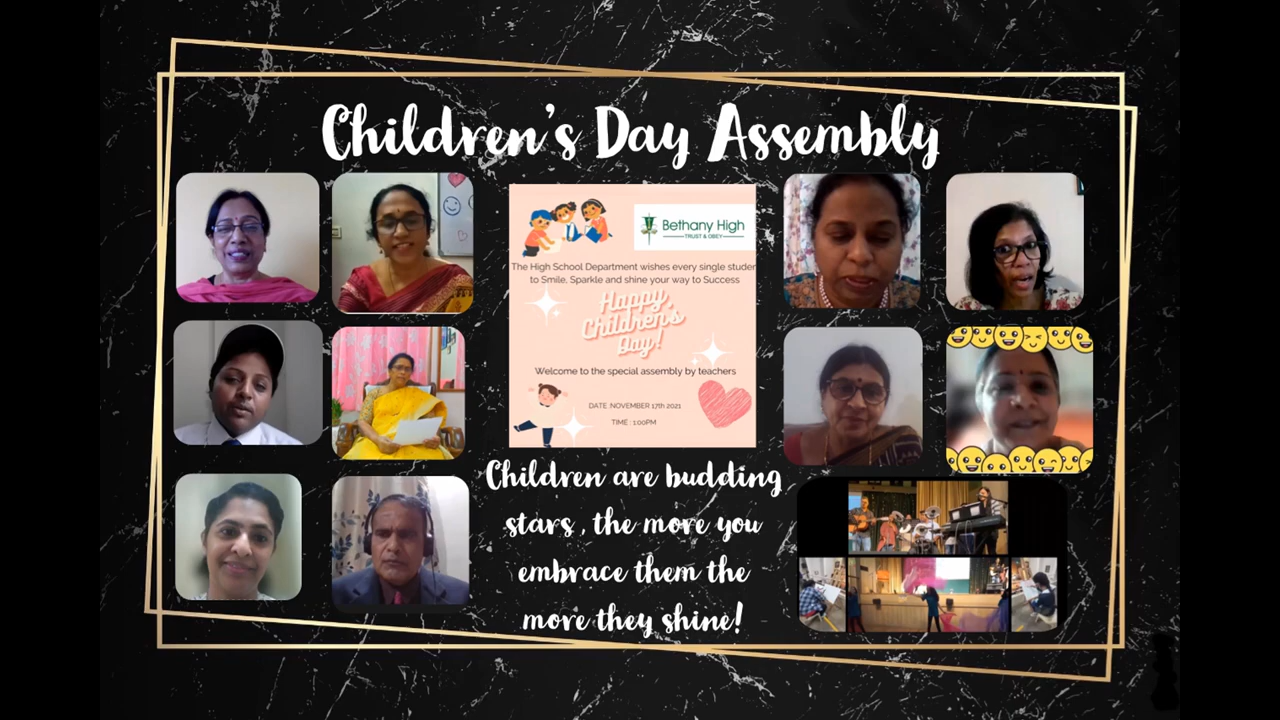 Children's Day Assembly
Bethany High
TRUST & OBEY
The High School Department wishes every single studen
to Smile, Sparkle and shine your way to Success
Happy
Children's
Day!
Welcome to the special assembly by teachers
DATE :NOVEMBER 17th 2021
TIME : 1:00PM
Children are budding
stars , the more you
embrace them the
more they shine!